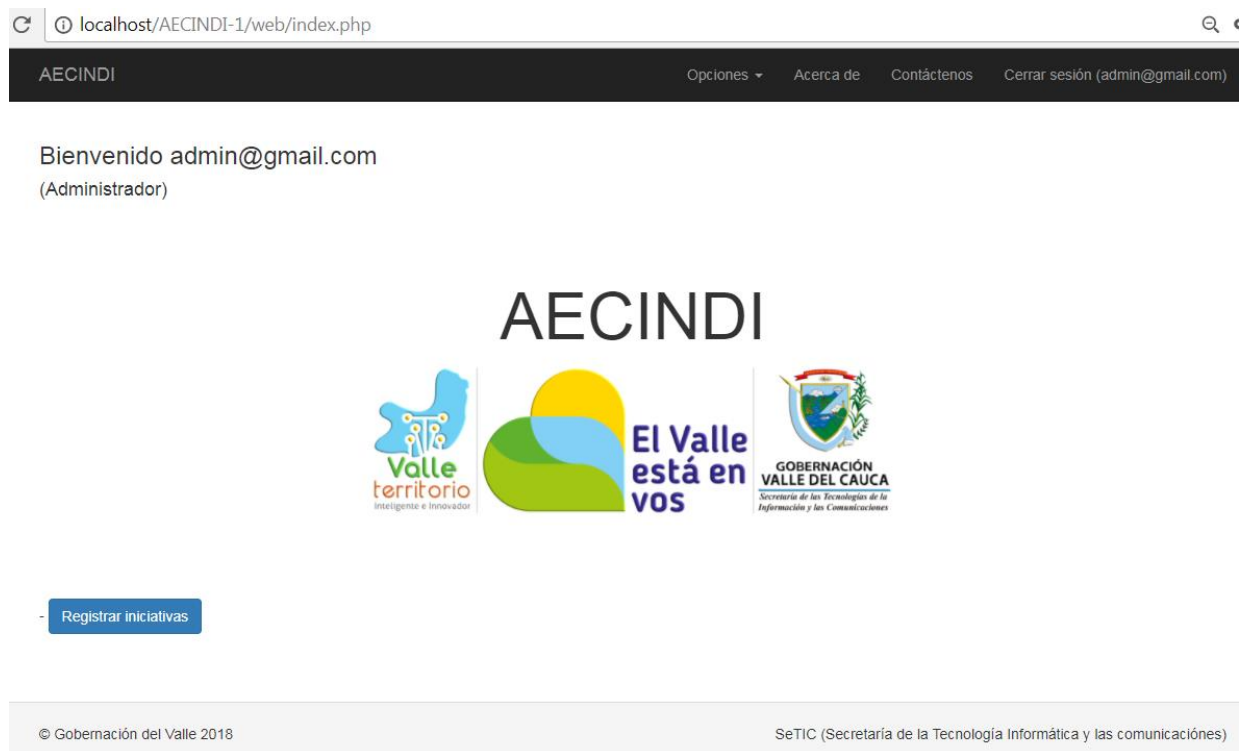 localhost/AECINDI-1/web/index.php
AECINDI Opciones Acerca de Contáctenos Cerrar sesión (admin@gmail.com)
Bienvenido admin@gmail.com
(Administrador)
AECINDI
Valle
territorio
Inteligente e Innovador
El Valle
está en
vos
GOBERNACIÓN
VALLE DEL CAUCA
Secretaría de las Tecnologías de la
Información y las Comunicaciones
- Registrar iniciativas
© Gobernación del Valle 2018 SeTIC (Secretaría de la Tecnología Informática y las comunicaciónes)